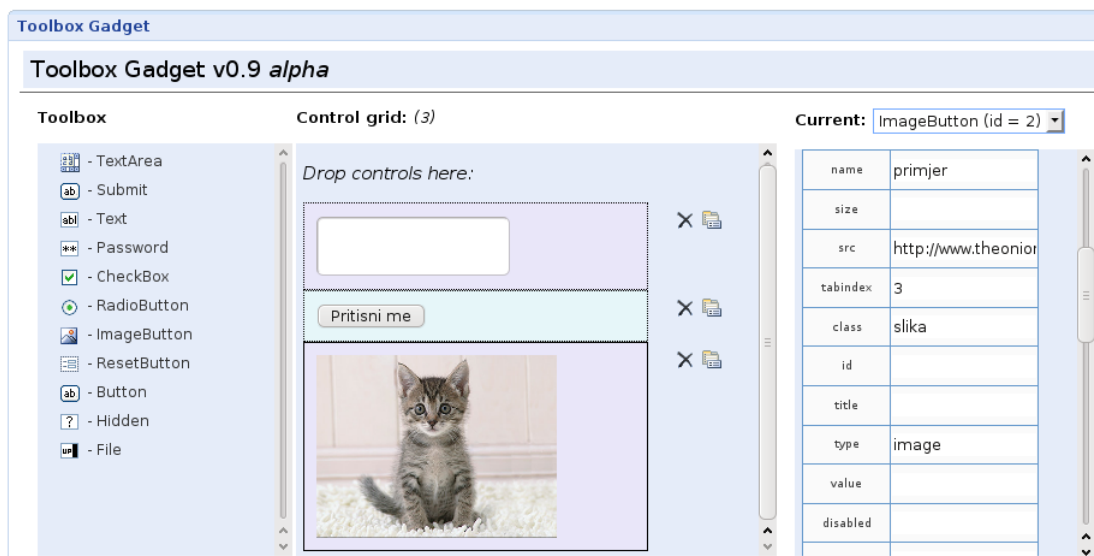 Toolbox Gadget
Toolbox Gadget v0.9 alpha
Toolbox
- TextArea
- Submit
- Text
- Password
- CheckBox
- RadioButton
- ImageButton
- ResetButton
- Button
- Hidden
- File
Control grid: (3)
Drop controls here:
Pritisni me
Current: ImageButton (id = 2)
name primjer
size
src http://www.theonion
tabindex 3
class slika
id
title
type image
value
disabled